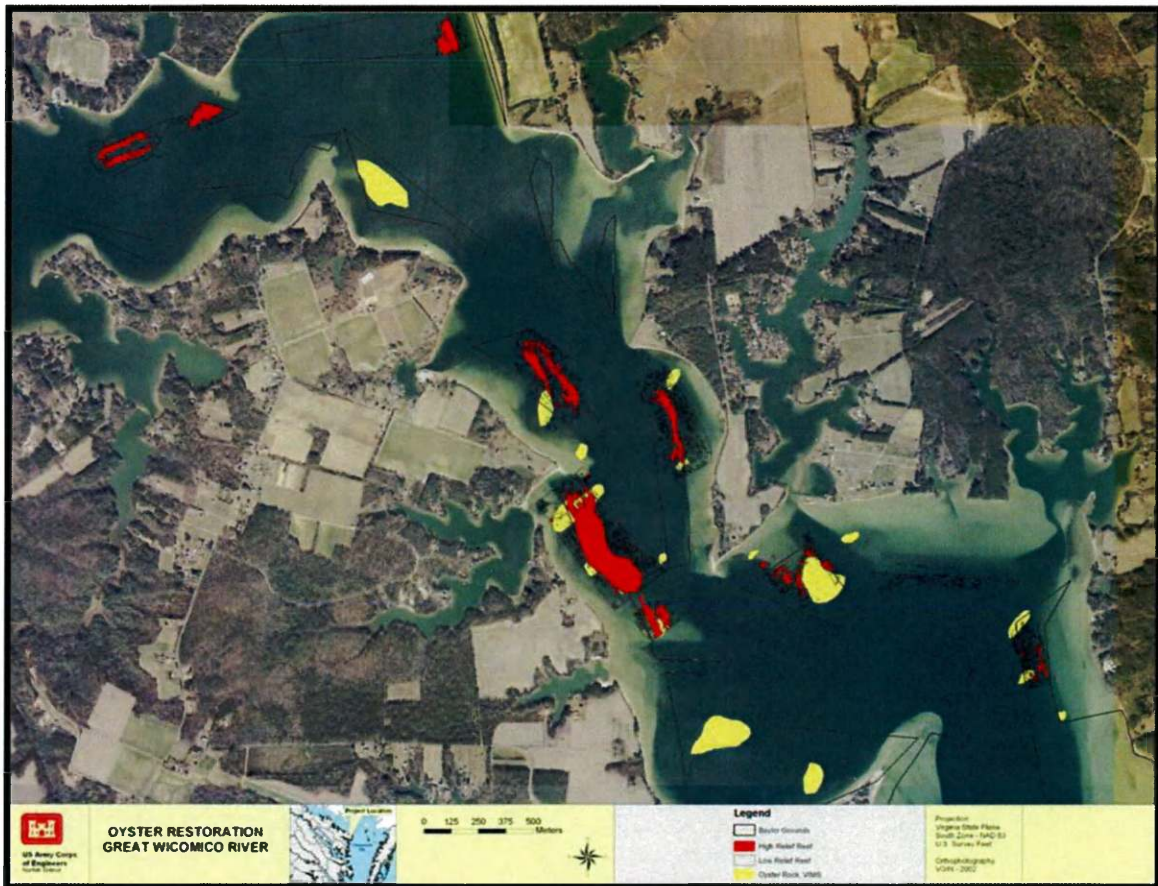 US Army Corps
of Engineers
Norfolk District
OYSTER RESTORATION
GREAT WICOMICO RIVER
Project Location
0 125 250 375 500
Meters
Legend
Baylor Grounds
High Relief Reef
Low Relief Reef
Oyster Rock, VIMS
Projection
Virginia State Plane
South Zone - NAD 83
U.S. Survey Feet
Orthophotography
VGIN - 2002